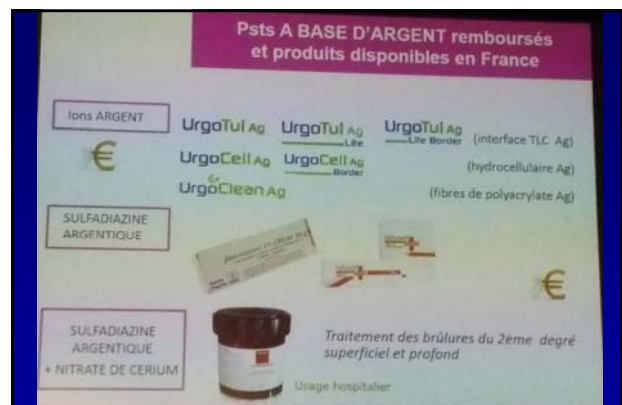 Psts A BASE D'ARGENT remboursés
et produits disponibles en France
Ions ARGENT
€
UrgoTul Ag UrgoTul Ag Lite UrgoTul Ag Lite Border (interface TLC Ag)
UrgoCell Ag UrgoCell Ag Border (hydrocellulaire Ag)
UrgoClean Ag (fibres de polyacrylate Ag)
SULFADIAZINE
ARGENTIQUE
€
SULFADIAZINE
ARGENTIQUE
+ NITRATE DE CERIUM
Traitement des brûlures du 2ème degré
superficiel et profond
Usage hospitalier